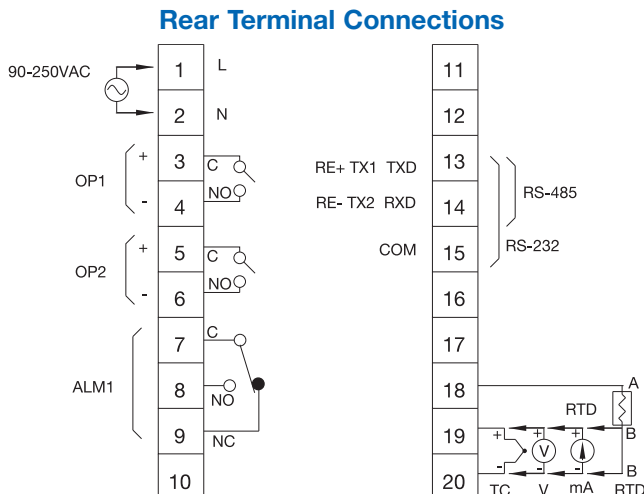 Rear Terminal Connections
90-250VAC
1 L
2 N
OP1
+ 3 C
- 4 NO
OP2
+ 5 C
- 6 NO
ALM1
7 C
8 NO
9 NC
10
11
12
RE+ TX1 TXD 13
RE- TX2 RXD 14
RS-485
COM 15
RS-232
16
17
18 A
RTD
19 + + + B
V
20 - - - B
TC V mA RTD